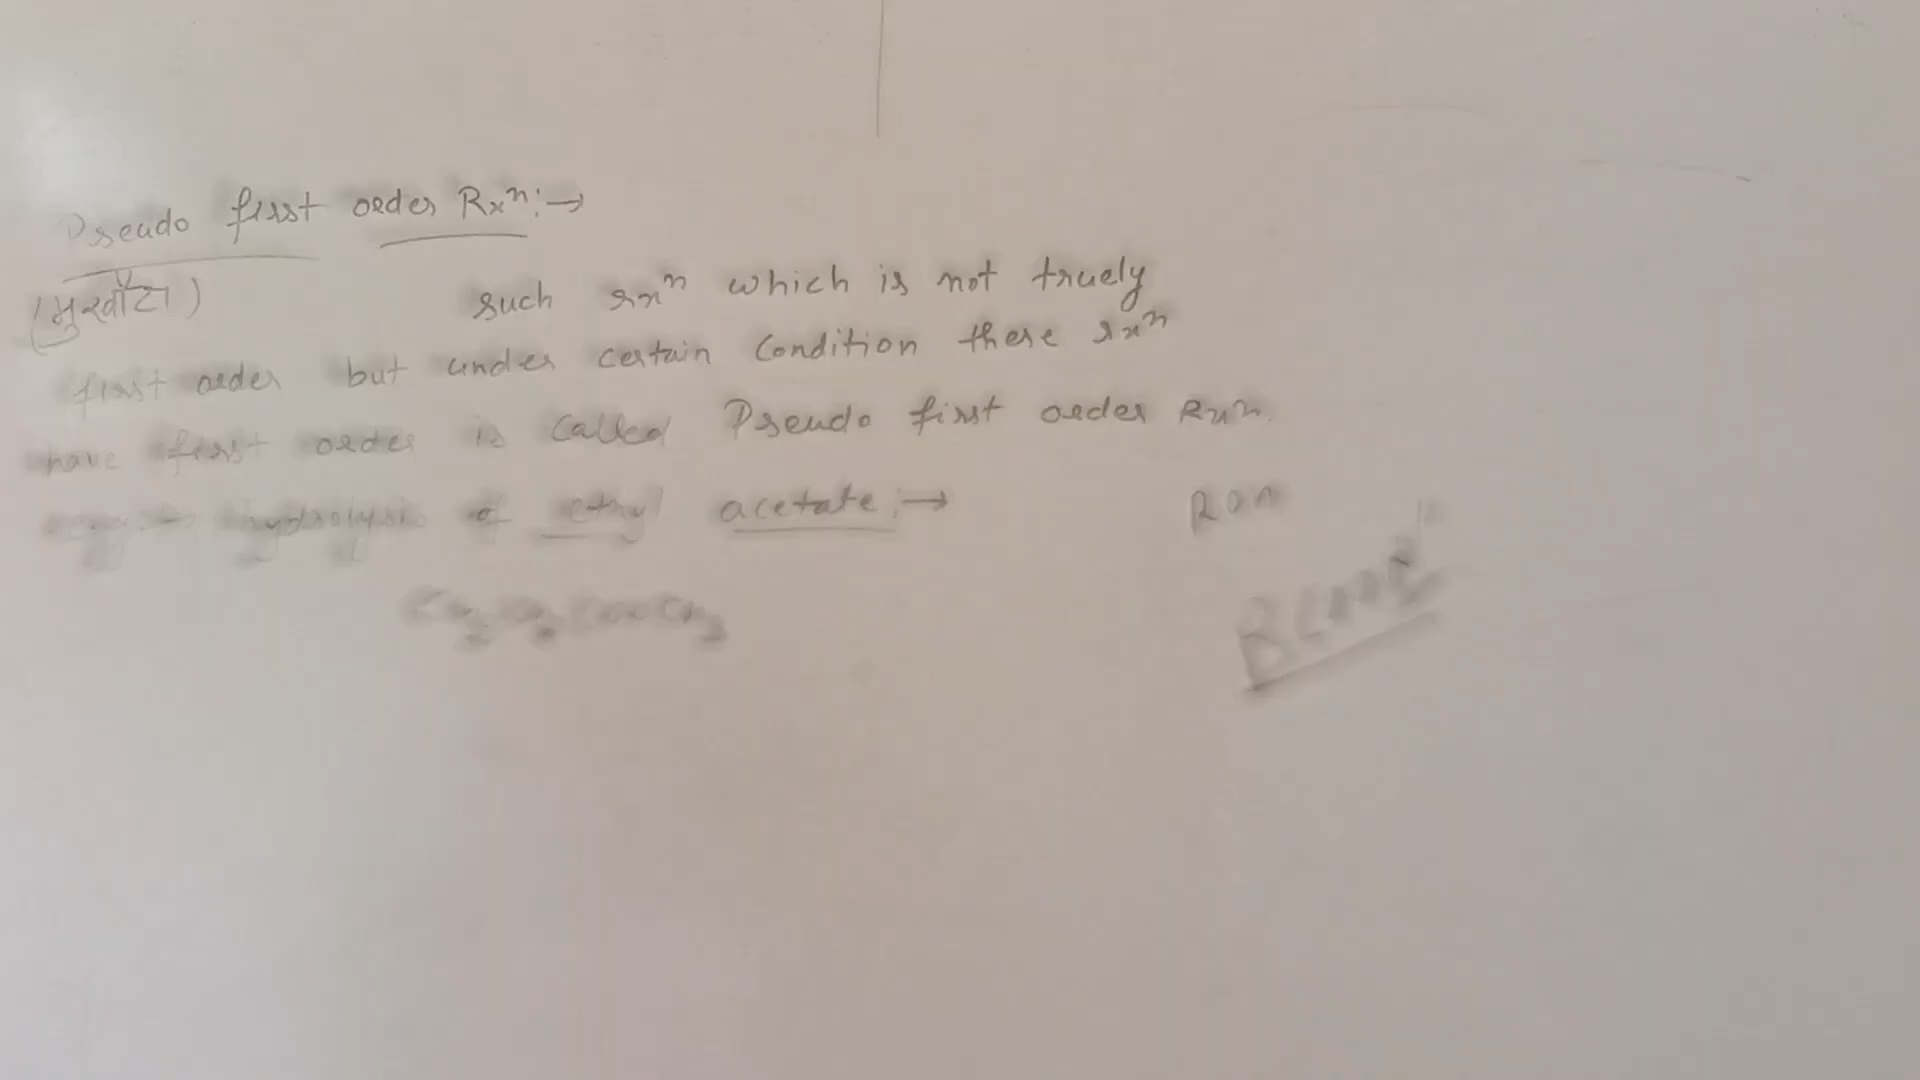 Pseudo first order Rxⁿ:→
(मुखौटा)
such rxⁿ which is not truely
first order but under certain Condition these rxⁿ
have first order is Called Pseudo first order Rxn.
hydrolysis of ethyl acetate:→